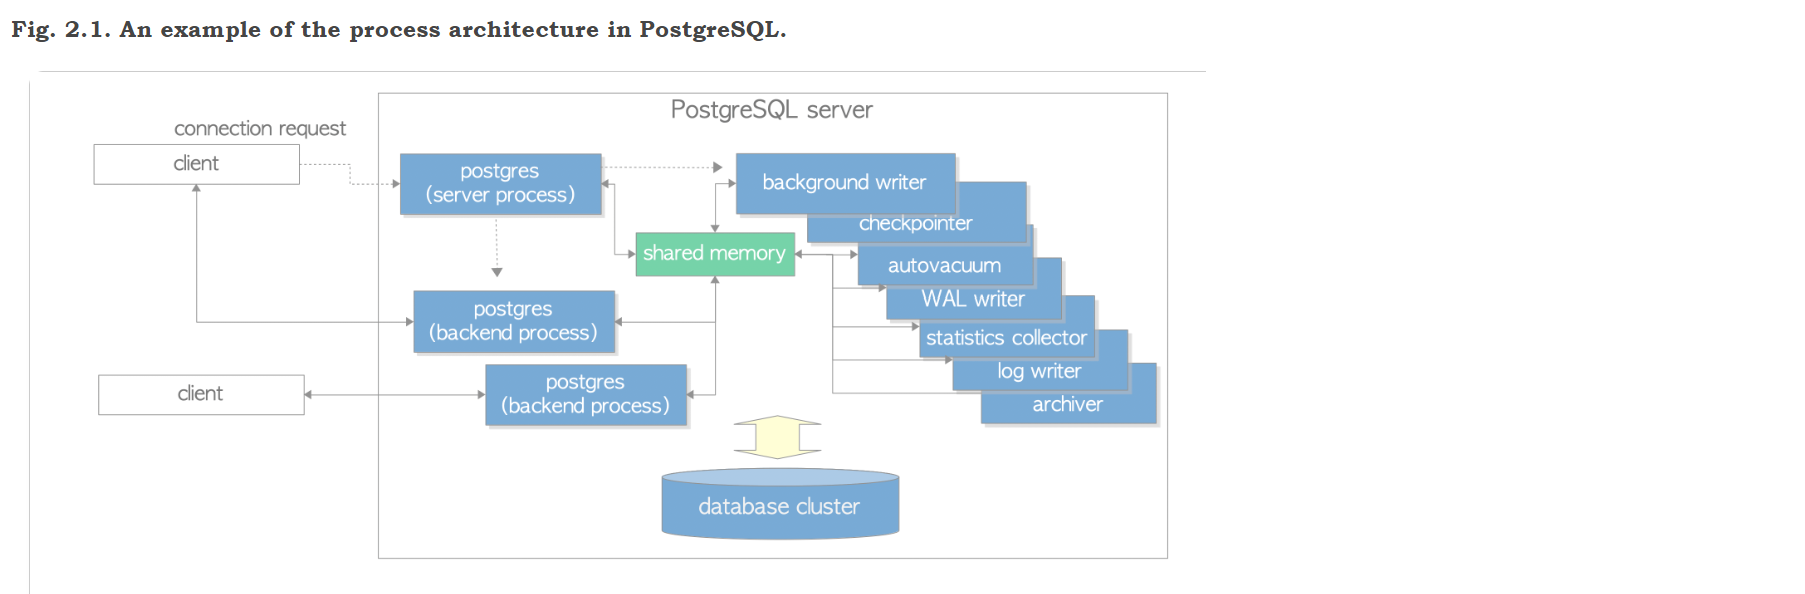 Fig. 2.1. An example of the process architecture in PostgreSQL.
PostgreSQL server
connection request
client
postgres
(server process)
background writer
checkpointer
shared memory
autovacuum
WAL writer
postgres
(backend process)
statistics collector
log writer
client
postgres
(backend process)
archiver
database cluster